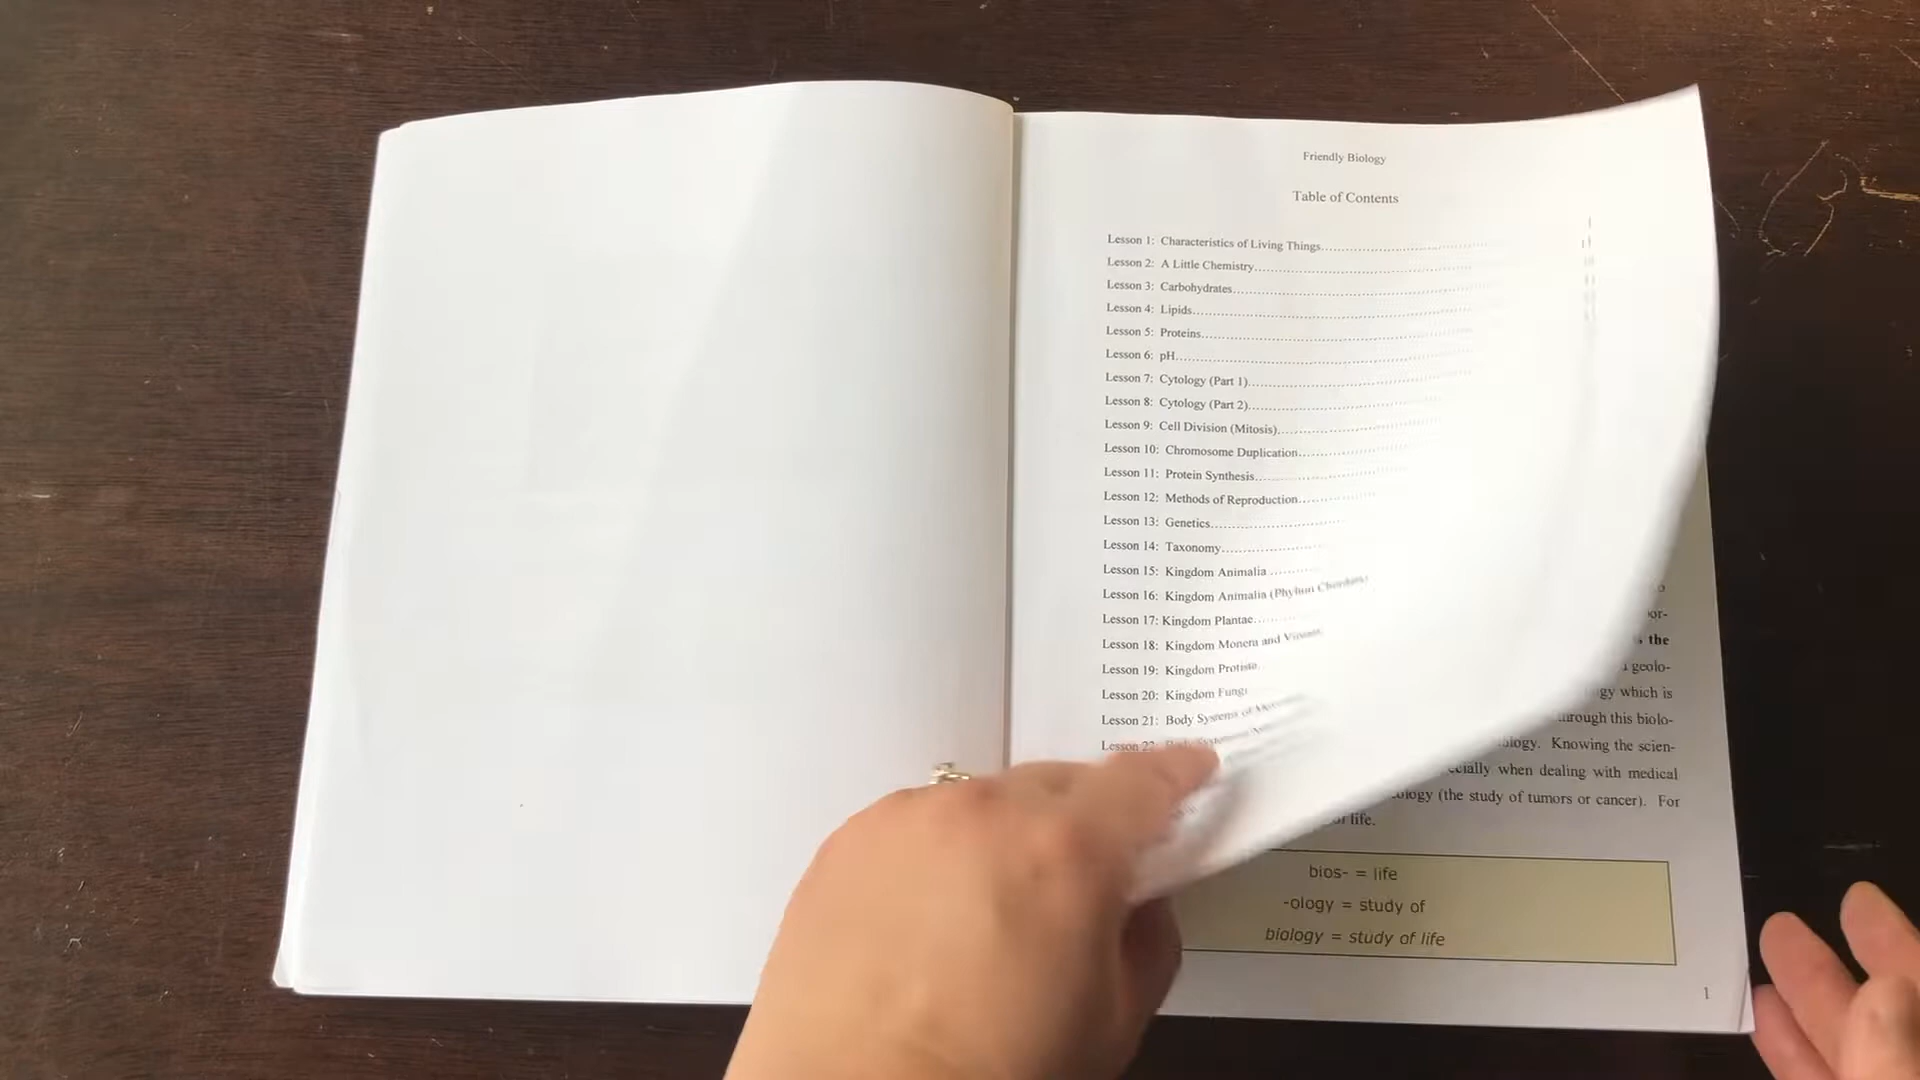 Friendly Biology
Table of Contents
Lesson 1: Characteristics of Living Things
Lesson 2: A Little Chemistry
Lesson 3: Carbohydrates
Lesson 4: Lipids
Lesson 5: Proteins
Lesson 6: pH
Lesson 7: Cytology (Part 1)
Lesson 8: Cytology (Part 2)
Lesson 9: Cell Division (Mitosis)
Lesson 10: Chromosome Duplication
Lesson 11: Protein Synthesis
Lesson 12: Methods of Reproduction
Lesson 13: Genetics
Lesson 14: Taxonomy
Lesson 15: Kingdom Animalia
Lesson 16: Kingdom Animalia (Phylum Chordata)
Lesson 17: Kingdom Plantae
Lesson 18: Kingdom Monera and Viruses
Lesson 19: Kingdom Protista
Lesson 20: Kingdom Fungi
Lesson 21: Body Systems of
Lesson 22: Body Systems
the
geolo-
which is
through this biolo-
Knowing the scien-
when dealing with medical
(the study of tumors or cancer). For
life.
bios- = life
-ology = study of
biology = study of life
1